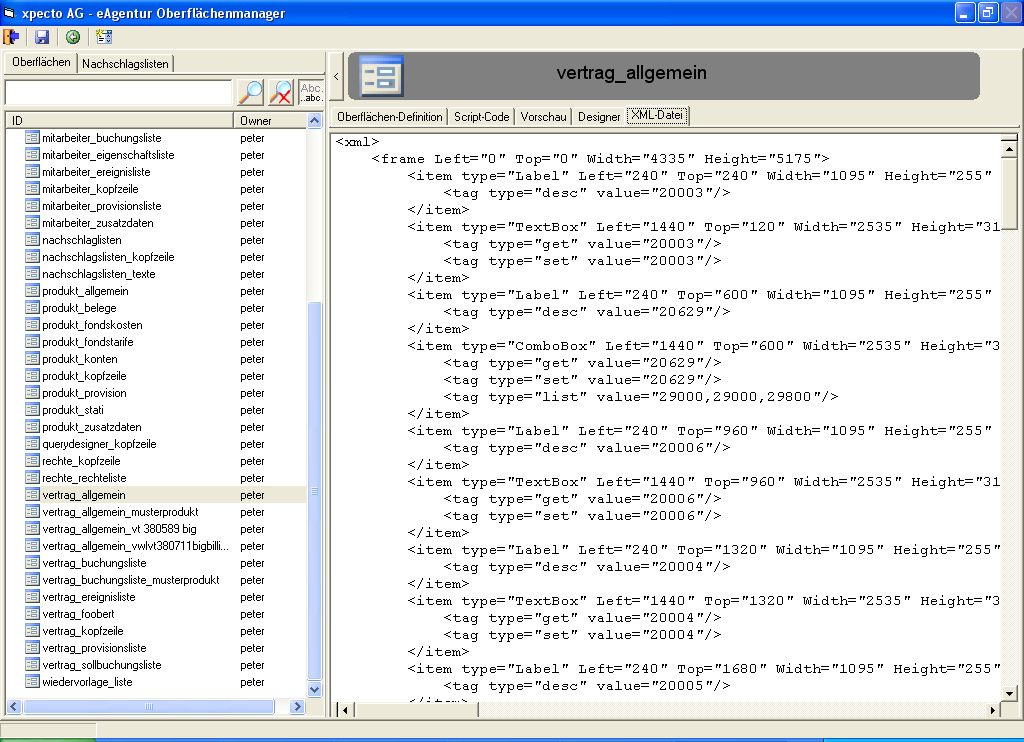 xpecto AG - eAgentur Oberflächenmanager
Oberflächen
Nachschlagslisten
Abc.
..abc.
ID Owner
mitarbeiter_buchungsliste peter
mitarbeiter_eigenschaftsliste peter
mitarbeiter_ereignisliste peter
mitarbeiter_kopfzeile peter
mitarbeiter_provisionsliste peter
mitarbeiter_zusatzdaten peter
nachschlaglisten peter
nachschlagslisten_kopfzeile peter
nachschlagslisten_texte peter
produkt_allgemein peter
produkt_belege peter
produkt_fondskosten peter
produkt_fondstarife peter
produkt_konten peter
produkt_kopfzeile peter
produkt_provision peter
produkt_stati peter
produkt_zusatzdaten peter
querydesigner_kopfzeile peter
rechte_kopfzeile peter
rechte_rechteliste peter
vertrag_allgemein peter
vertrag_allgemein_musterprodukt peter
vertrag_allgemein_vt 380589 big peter
vertrag_allgemein_vwlvt380711bigbilli... peter
vertrag_buchungsliste peter
vertrag_buchungsliste_musterprodukt peter
vertrag_ereignisliste peter
vertrag_foobert peter
vertrag_kopfzeile peter
vertrag_provisionsliste peter
vertrag_sollbuchungsliste peter
wiedervorlage_liste peter
<
vertrag_allgemein
Oberflächen-Definition Script-Code Vorschau Designer XML-Datei
<xml>
<frame Left="0" Top="0" Width="4335" Height="5175">
<item type="Label" Left="240" Top="240" Width="1095" Height="255"
<tag type="desc" value="20003"/>
</item>
<item type="TextBox" Left="1440" Top="120" Width="2535" Height="31
<tag type="get" value="20003"/>
<tag type="set" value="20003"/>
</item>
<item type="Label" Left="240" Top="600" Width="1095" Height="255"
<tag type="desc" value="20629"/>
</item>
<item type="ComboBox" Left="1440" Top="600" Width="2535" Height="3
<tag type="get" value="20629"/>
<tag type="set" value="20629"/>
<tag type="list" value="29000,29000,29800"/>
</item>
<item type="Label" Left="240" Top="960" Width="1095" Height="255"
<tag type="desc" value="20006"/>
</item>
<item type="TextBox" Left="1440" Top="960" Width="2535" Height="31
<tag type="get" value="20006"/>
<tag type="set" value="20006"/>
</item>
<item type="Label" Left="240" Top="1320" Width="1095" Height="255"
<tag type="desc" value="20004"/>
</item>
<item type="TextBox" Left="1440" Top="1320" Width="2535" Height="3
<tag type="get" value="20004"/>
<tag type="set" value="20004"/>
</item>
<item type="Label" Left="240" Top="1680" Width="1095" Height="255"
<tag type="desc" value="20005"/>
</item>